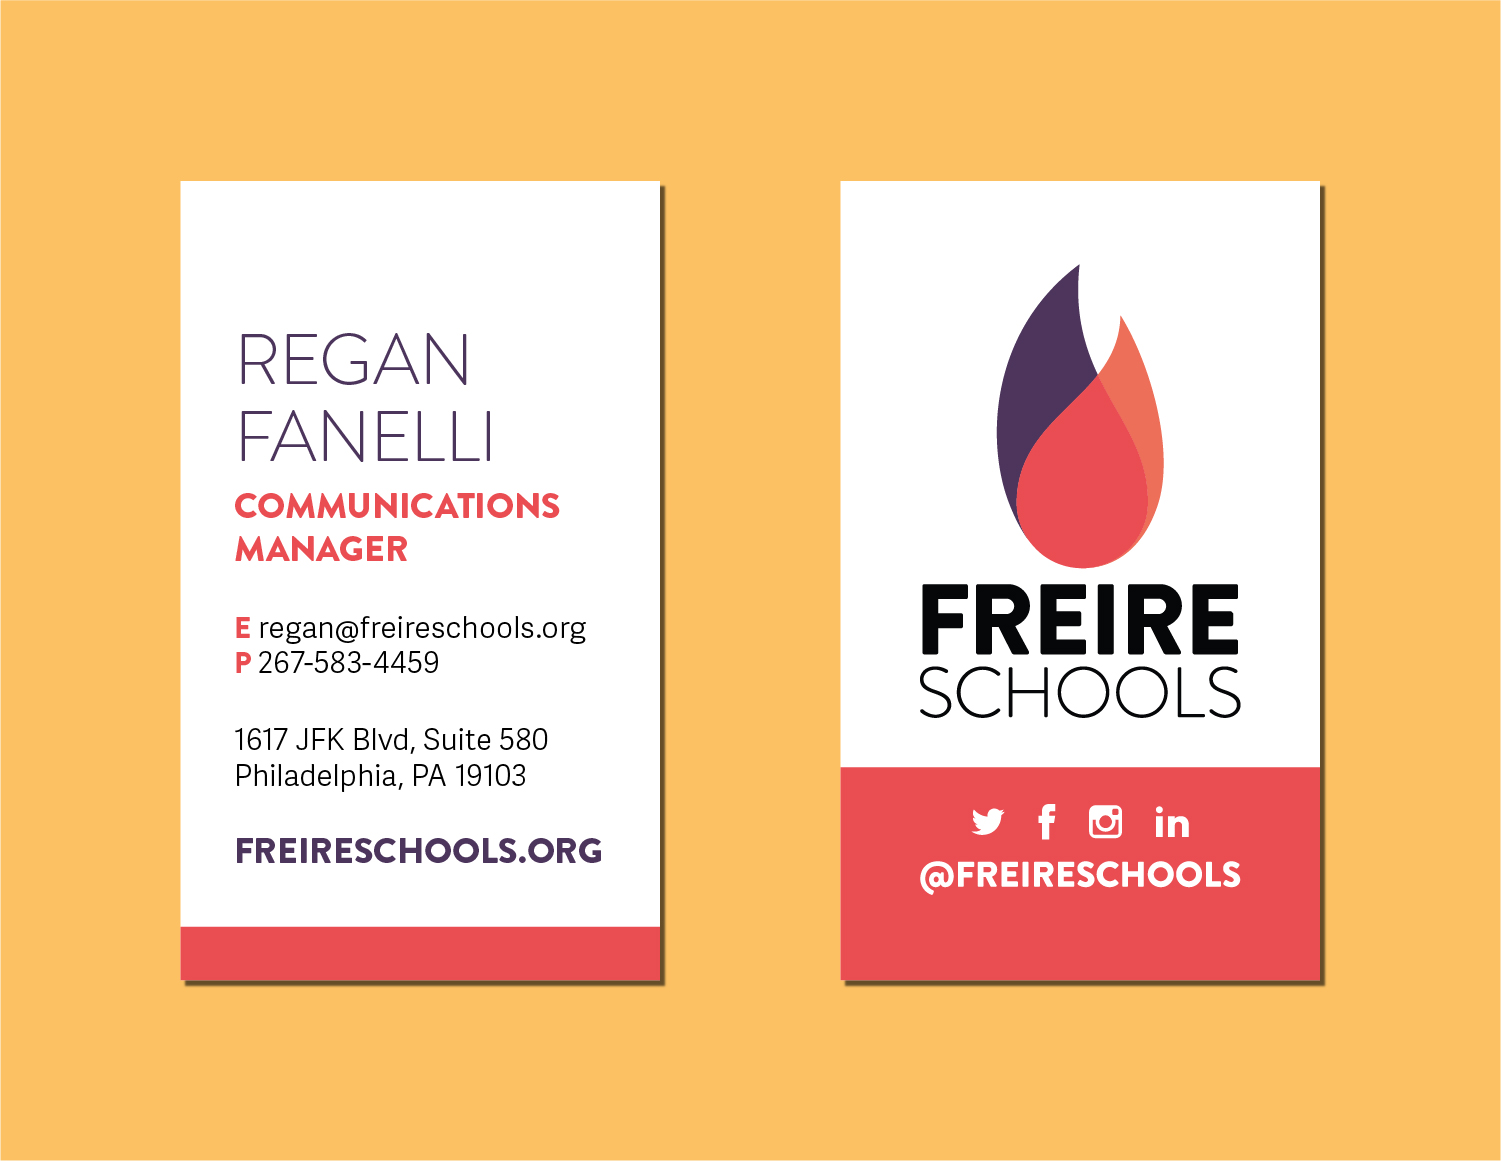 REGAN
FANELLI
COMMUNICATIONS
MANAGER
E regan@freireschools.org
P 267-583-4459
1617 JFK Blvd, Suite 580
Philadelphia, PA 19103
FREIRESCHOOLS.ORG
FREIRE
SCHOOLS
@FREIRESCHOOLS